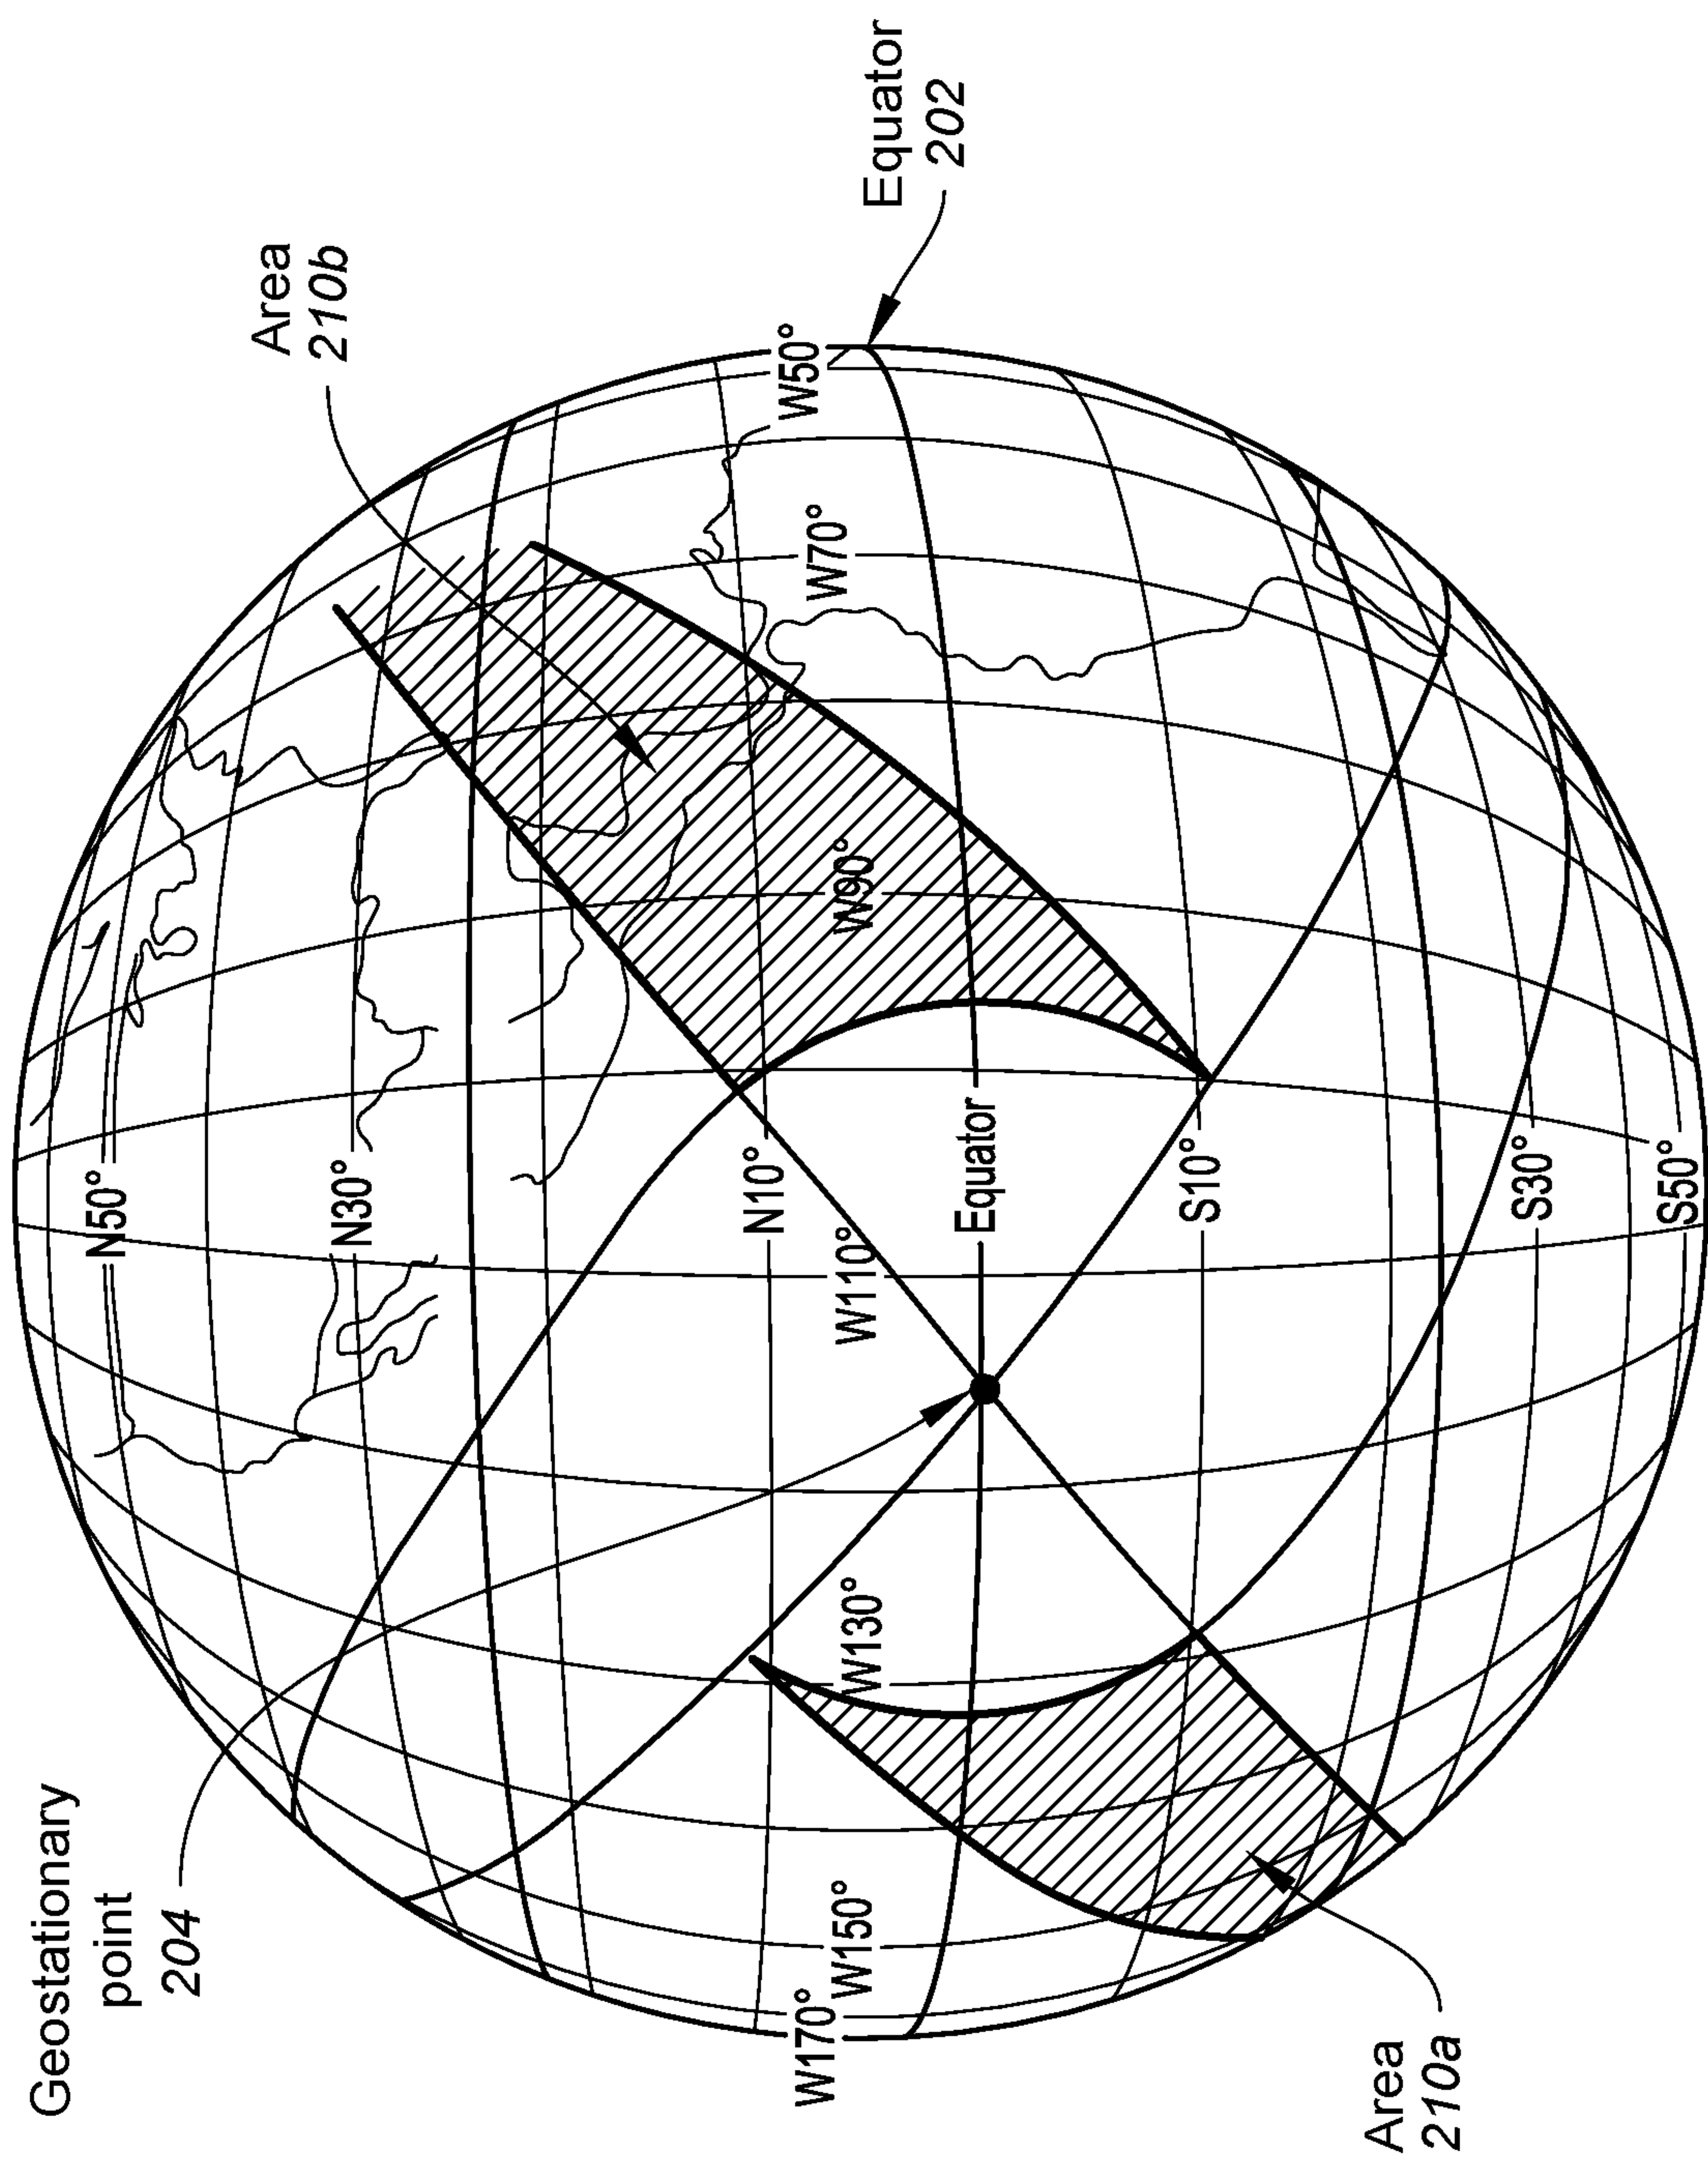 Geostationary
point
204
Area
210b
Equator
202
N50°
N30°
N10°
Equator
S10°
S30°
S50°
W170°
W150°
W130°
W110°
W90°
W70°
W50°
Area
210a